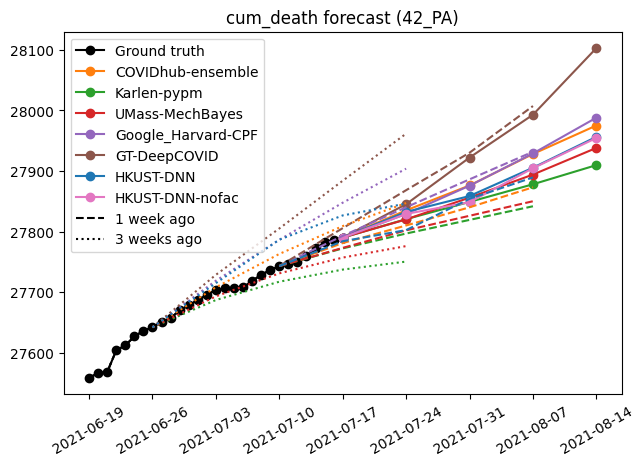 cum_death forecast (42_PA)
28100
28000
27900
27800
27700
27600
Ground truth
COVIDhub-ensemble
Karlen-pypm
UMass-MechBayes
Google_Harvard-CPF
GT-DeepCOVID
HKUST-DNN
HKUST-DNN-nofac
1 week ago
3 weeks ago
2021-06-19
2021-06-26
2021-07-03
2021-07-10
2021-07-17
2021-07-24
2021-07-31
2021-08-07
2021-08-14